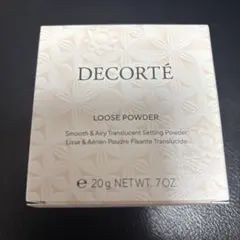 DECORTÉ
LOOSE POWDER
Smooth & Airy Translucent Setting Powder
Lisse & Aérien Poudre Fixante Translucide
℮ 20 g NET WT. 7 OZ.